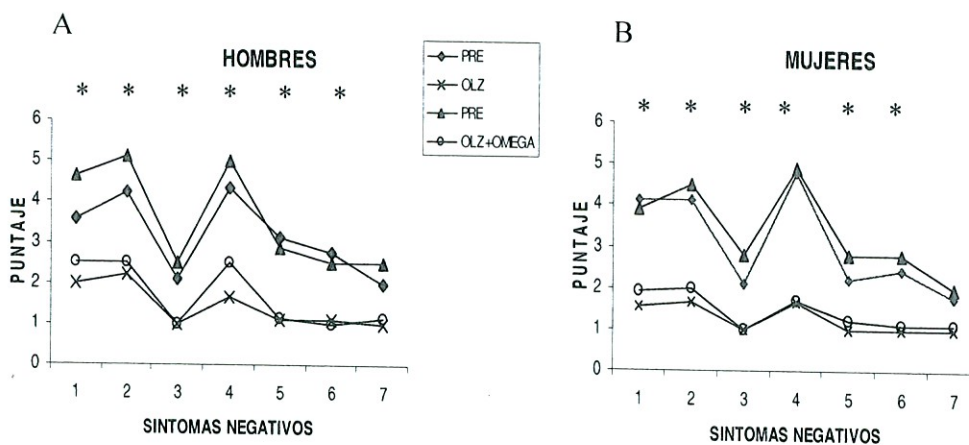 A
HOMBRES
* * * * * *
PUNTAJE
6
5
4
3
2
1
0
1 2 3 4 5 6 7
SINTOMAS NEGATIVOS
PRE
OLZ
PRE
OLZ+OMEGA
B
MUJERES
* * * * * *
PUNTAJE
6
5
4
3
2
1
0
1 2 3 4 5 6 7
SINTOMAS NEGATIVOS